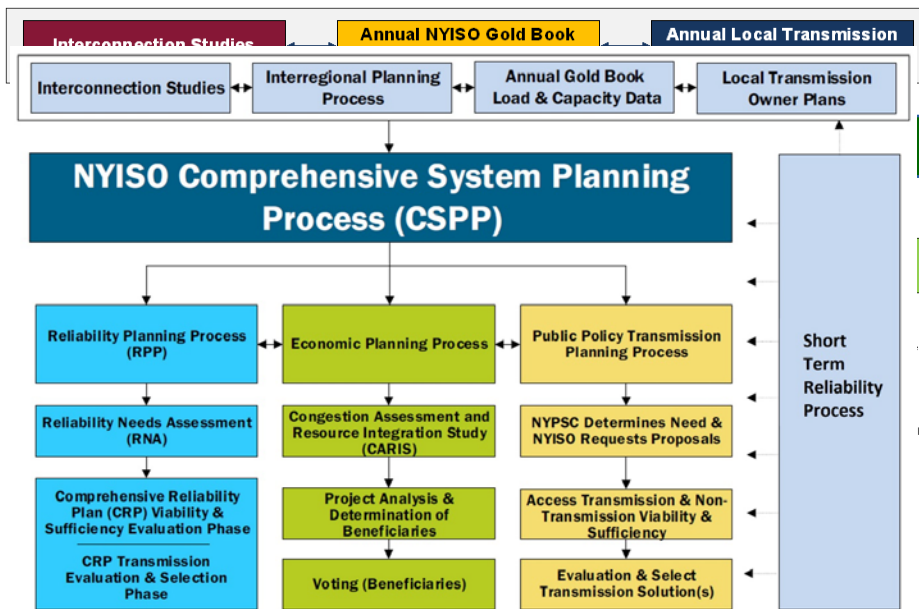 Interconnection Studies
Annual NYISO Gold Book
Annual Local Transmission
Interconnection Studies
Interregional Planning
Process
Annual Gold Book
Load & Capacity Data
Local Transmission
Owner Plans
NYISO Comprehensive System Planning
Process (CSPP)
Reliability Planning Process
(RPP)
Economic Planning Process
Public Policy Transmission
Planning Process
Short
Term
Reliability
Process
Reliability Needs Assessment
(RNA)
Congestion Assessment and
Resource Integration Study
(CARIS)
NYPSC Determines Need &
NYISO Requests Proposals
Comprehensive Reliability
Plan (CRP) Viability &
Sufficiency Evaluation Phase
CRP Transmission
Evaluation & Selection
Phase
Project Analysis &
Determination of
Beneficiaries
Access Transmission & Non-
Transmission Viability &
Sufficiency
Voting (Beneficiaries)
Evaluation & Select
Transmission Solution(s)